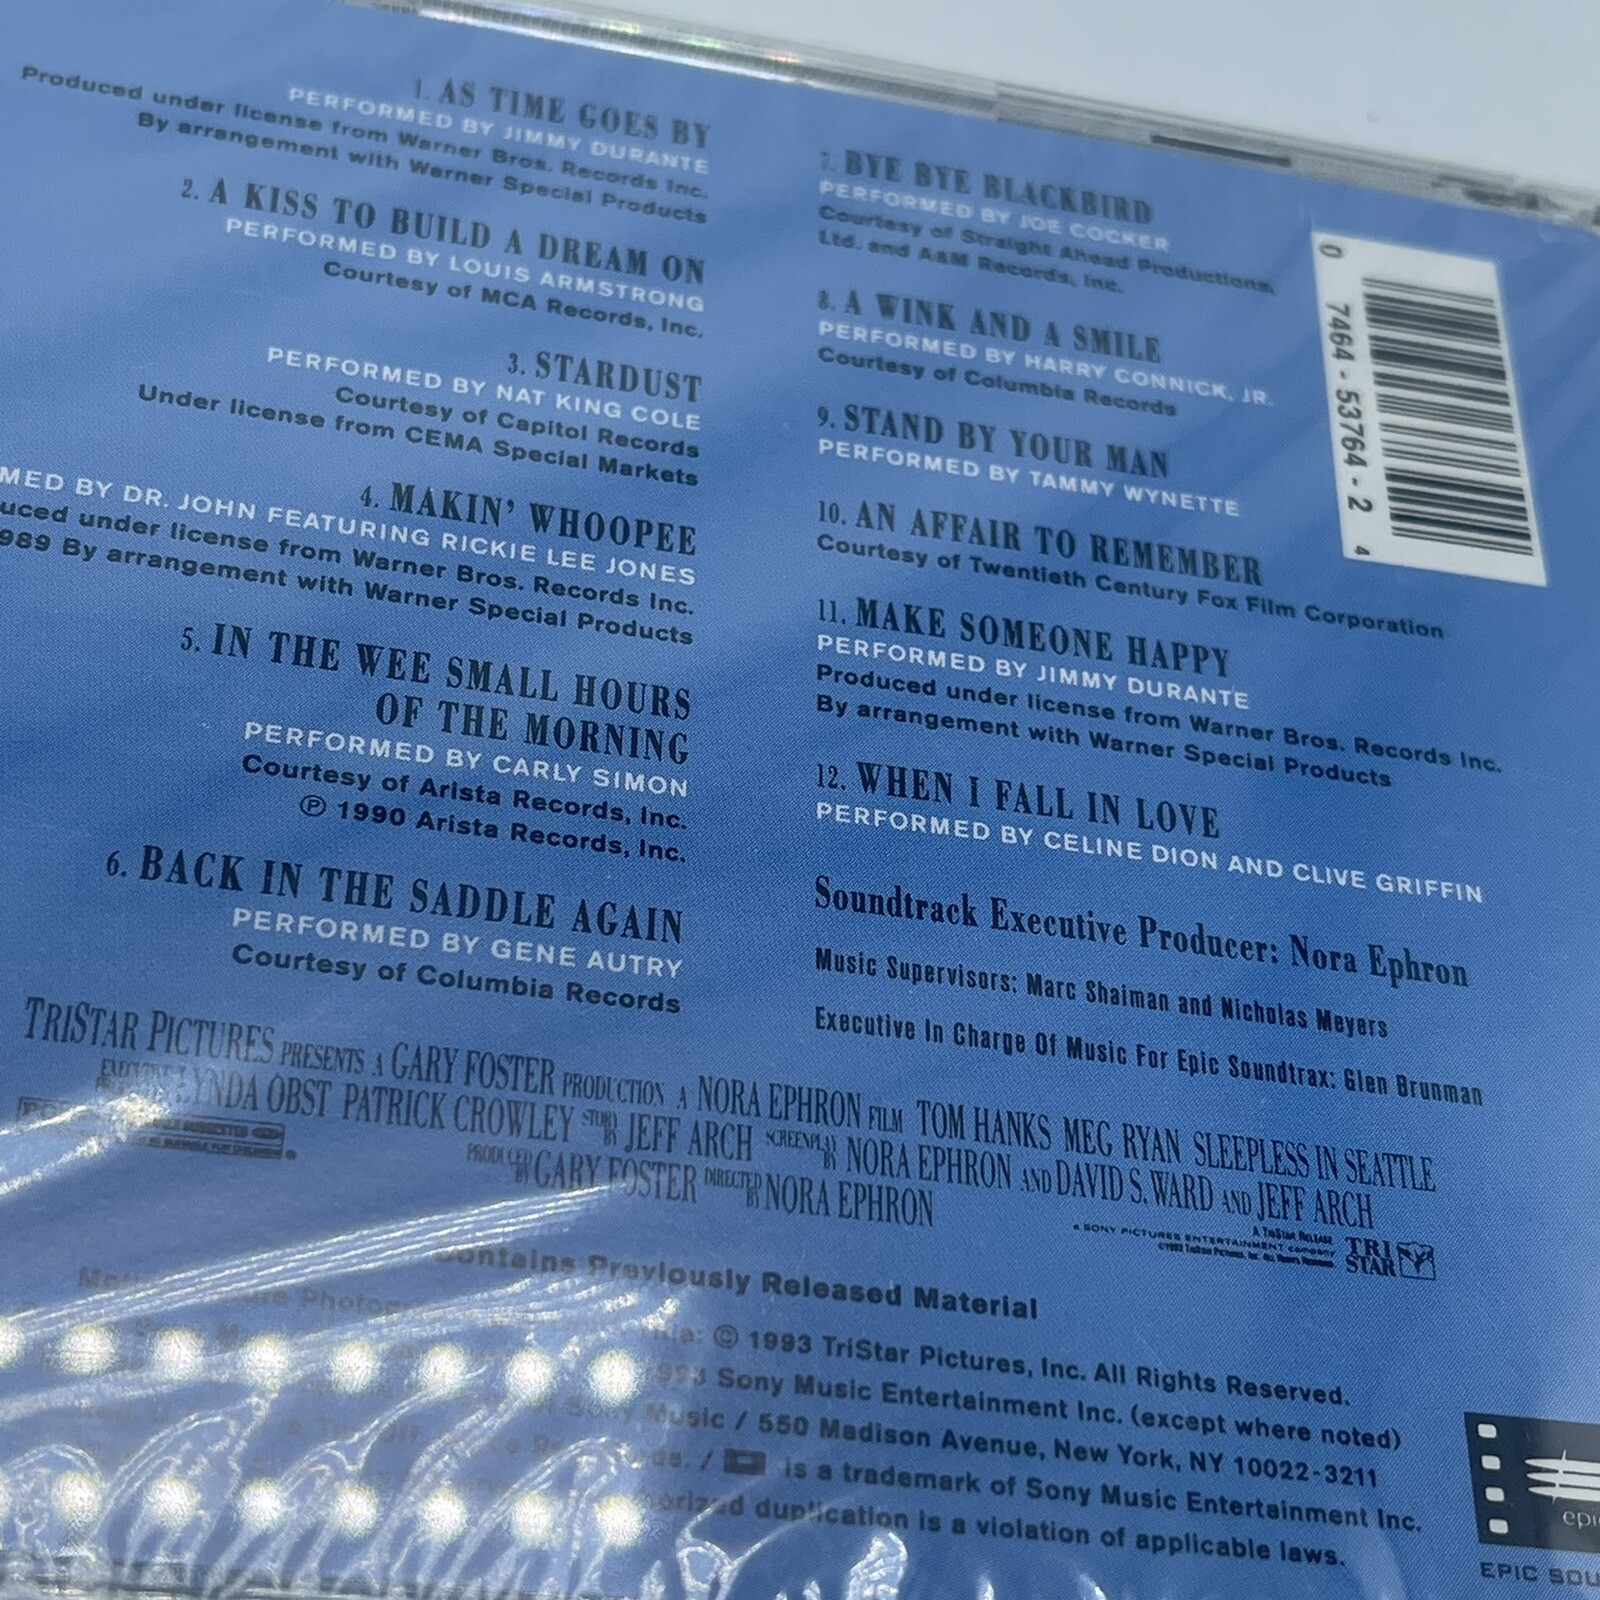 1. AS TIME GOES BY
PERFORMED BY JIMMY DURANTE
Produced under license from Warner Bros. Records Inc.
By arrangement with Warner Special Products
2. A KISS TO BUILD A DREAM ON
PERFORMED BY LOUIS ARMSTRONG
Courtesy of MCA Records, Inc.
3. STARDUST
PERFORMED BY NAT KING COLE
Courtesy of Capitol Records
Under license from CEMA Special Markets
4. MAKIN' WHOOPEE
MED BY DR. JOHN FEATURING RICKIE LEE JONES
uced under license from Warner Bros. Records Inc.
989 By arrangement with Warner Special Products
5. IN THE WEE SMALL HOURS
OF THE MORNING
PERFORMED BY CARLY SIMON
Courtesy of Arista Records, Inc.
℗ 1990 Arista Records, Inc.
6. BACK IN THE SADDLE AGAIN
PERFORMED BY GENE AUTRY
Courtesy of Columbia Records
7. BYE BYE BLACKBIRD
PERFORMED BY JOE COCKER
Courtesy of Straight Ahead Productions,
Ltd. and A&M Records, Inc.
8. A WINK AND A SMILE
PERFORMED BY HARRY CONNICK, JR.
Courtesy of Columbia Records
9. STAND BY YOUR MAN
PERFORMED BY TAMMY WYNETTE
10. AN AFFAIR TO REMEMBER
Courtesy of Twentieth Century Fox Film Corporation
11. MAKE SOMEONE HAPPY
PERFORMED BY JIMMY DURANTE
Produced under license from Warner Bros. Records Inc.
By arrangement with Warner Special Products
12. WHEN I FALL IN LOVE
PERFORMED BY CELINE DION AND CLIVE GRIFFIN
Soundtrack Executive Producer: Nora Ephron
Music Supervisors: Marc Shaiman and Nicholas Meyers
Executive In Charge Of Music For Epic Soundtrax: Glen Brunman
0 7464-53764-2 4
TRISTAR PICTURES PRESENTS A GARY FOSTER PRODUCTION A NORA EPHRON FILM TOM HANKS MEG RYAN SLEEPLESS IN SEATTLE
LYNDA OBST PATRICK CROWLEY STORY BY JEFF ARCH SCREENPLAY BY NORA EPHRON AND DAVID S. WARD AND JEFF ARCH
PRODUCED BY GARY FOSTER DIRECTED BY NORA EPHRON
A TRISTAR RELEASE
A SONY PICTURES ENTERTAINMENT company
TRI STAR
Contains Previously Released Material
© 1993 TriStar Pictures, Inc. All Rights Reserved.
Sony Music Entertainment Inc. (except where noted)
Music / 550 Madison Avenue, New York, NY 10022-3211
/ is a trademark of Sony Music Entertainment Inc.
duplication is a violation of applicable laws.
epi
EPIC SOU